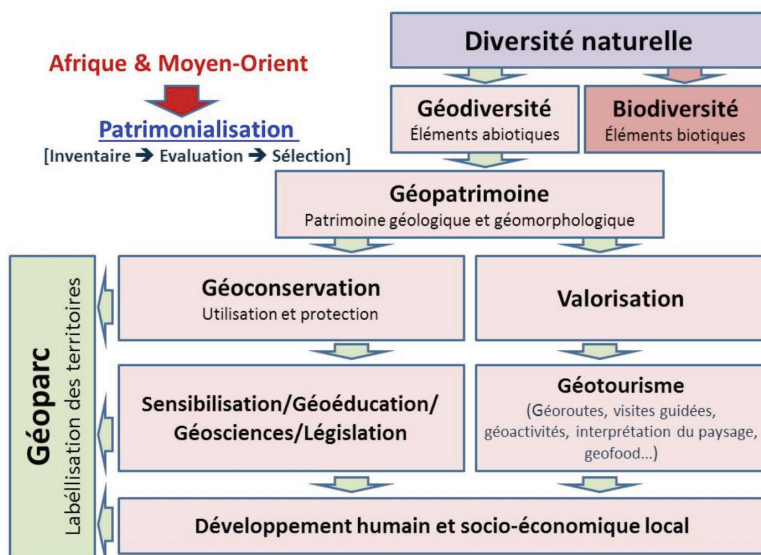 Diversité naturelle
Afrique & Moyen-Orient
Patrimonialisation
[Inventaire ➔ Evaluation ➔ Sélection]
Géodiversité
Éléments abiotiques
Biodiversité
Éléments biotiques
Géopatrimoine
Patrimoine géologique et géomorphologique
Géoparc
Labéllisation des territoires
Géoconservation
Utilisation et protection
Valorisation
Sensibilisation/Géoéducation/
Géosciences/Législation
Géotourisme
(Géoroutes, visites guidées,
géoactivités, interprétation du paysage,
geofood...)
Développement humain et socio-économique local